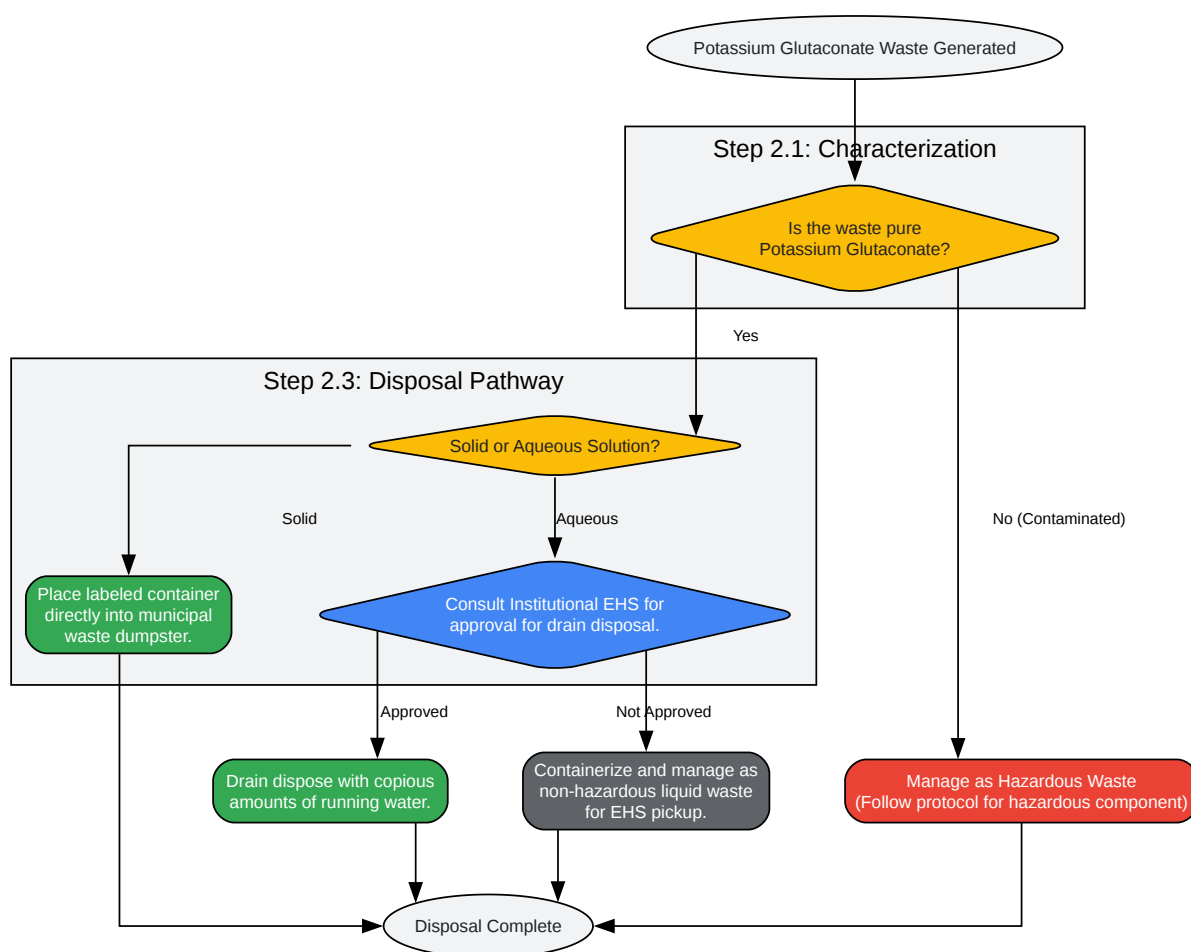 Potassium Glutaconate Waste Generated
Step 2.1: Characterization
Is the waste pure
Potassium Glutaconate?
Yes
Step 2.3: Disposal Pathway
Solid or Aqueous Solution?
Solid
Aqueous
No (Contaminated)
Place labeled container
directly into municipal
waste dumpster.
Consult Institutional EHS for
approval for drain disposal.
Approved
Not Approved
Drain dispose with copious
amounts of running water.
Containerize and manage as
non-hazardous liquid waste
for EHS pickup.
Manage as Hazardous Waste
(Follow protocol for hazardous component)
Disposal Complete